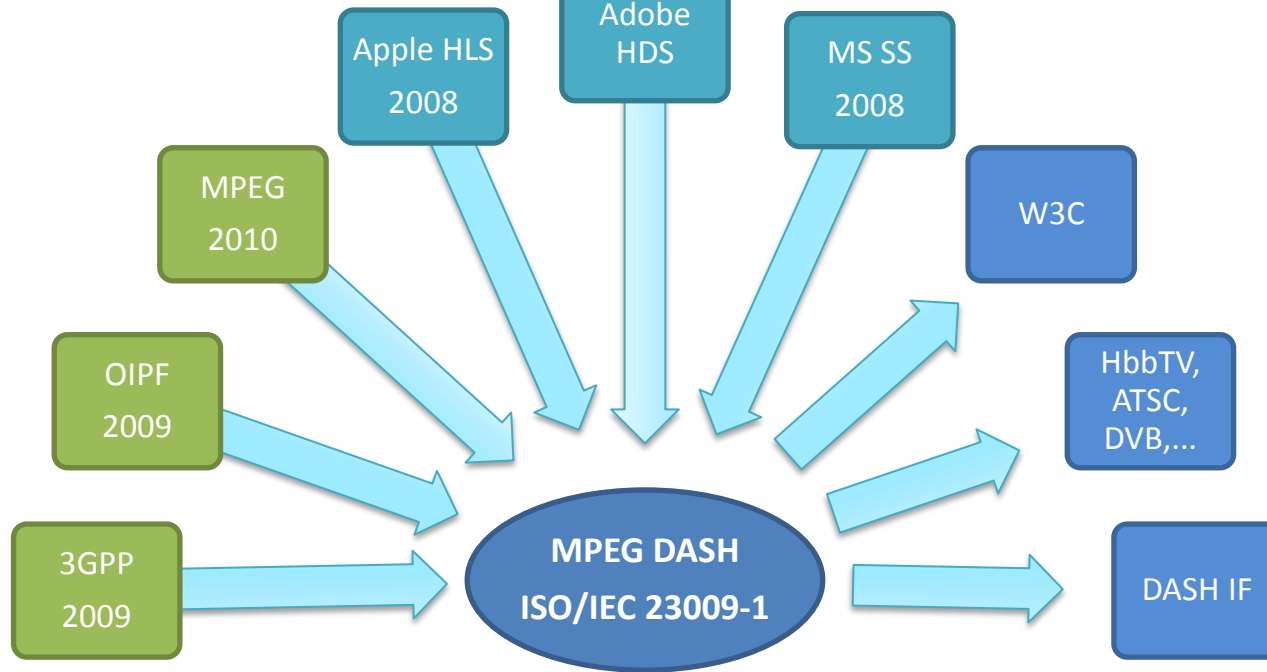 Adobe
HDS
Apple HLS
2008
MS SS
2008
MPEG
2010
W3C
OIPF
2009
HbbTV,
ATSC,
DVB,...
3GPP
2009
MPEG DASH
ISO/IEC 23009-1
DASH IF